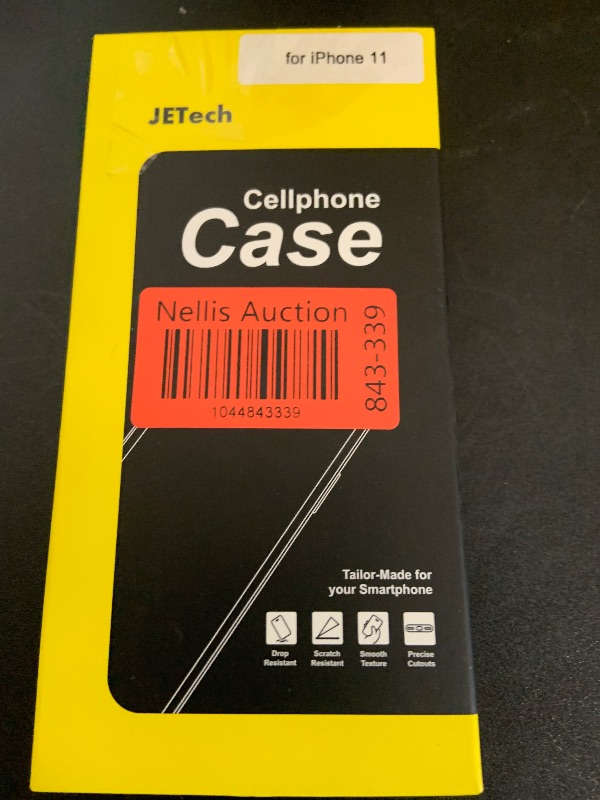 for iPhone 11
JETech
Cellphone
Case
Nellis Auction
1044843339
843-339
Tailor-Made for
your Smartphone
Drop
Resistant
Scratch
Resistant
Smooth
Texture
Precise
Cutouts